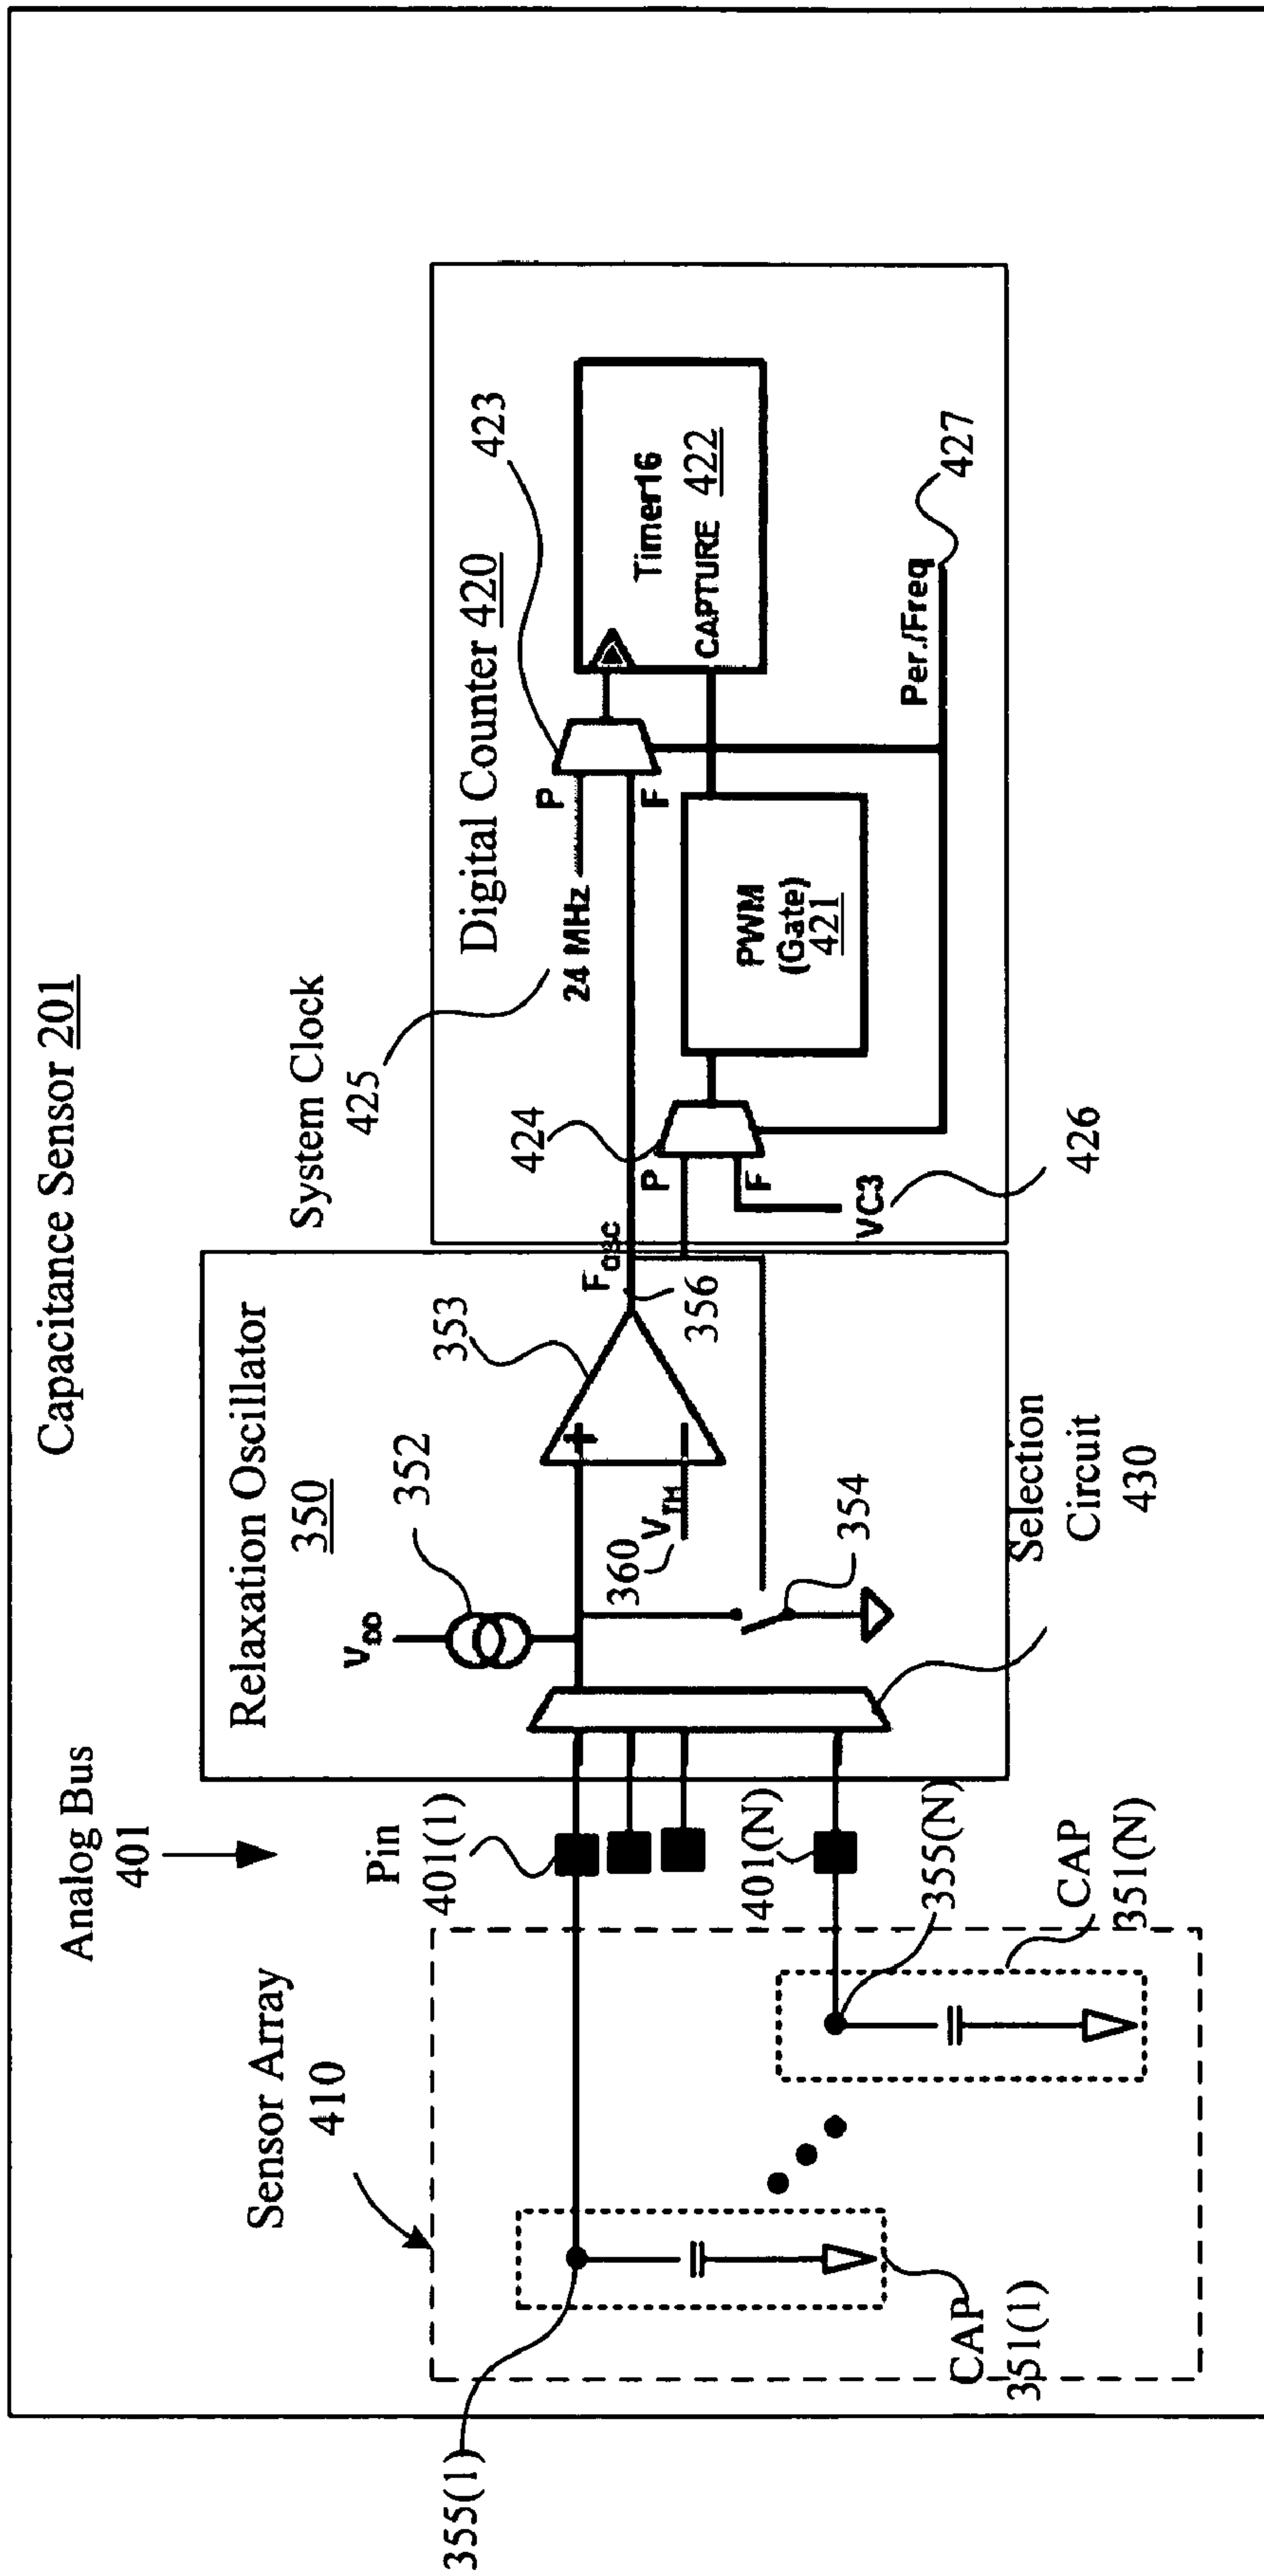 Capacitance Sensor 201
Analog Bus
401
Sensor Array
410
Relaxation Oscillator
350
System Clock
425
Digital Counter 420
423
Pin
401(1)
401(N)
355(1)
355(N)
CAP
351(1)
CAP
351(N)
VDD
352
353
360
VTH
354
FOSC
356
Selection
Circuit
430
24 MHz
P
F
424
P
F
VC3
426
PWM
(Gate)
421
Timer16
CAPTURE 422
Per./Freq
427